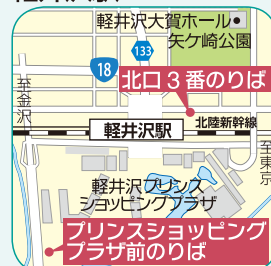 軽井沢大賀ホール
矢ケ崎公園
133
18
至金沢
北口3番のりば
北陸新幹線
軽井沢駅
至東京
軽井沢プリンス
ショッピングプラザ
プリンスショッピング
プラザ前のりば